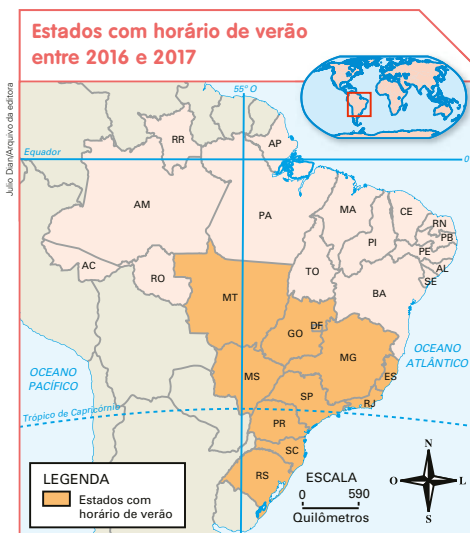 Estados com horário de verão
entre 2016 e 2017
Julio Dian/Arquivo da editora
55º O
Equador
0º
RR
AP
AM
PA
MA
CE
RN
PB
PI
PE
AL
SE
AC
RO
TO
BA
MT
GO
DF
MG
ES
MS
SP
RJ
PR
SC
RS
OCEANO
PACÍFICO
OCEANO
ATLÂNTICO
Trópico de Capricórnio
LEGENDA
Estados com
horário de verão
ESCALA
0 590
Quilômetros
N
O L
S